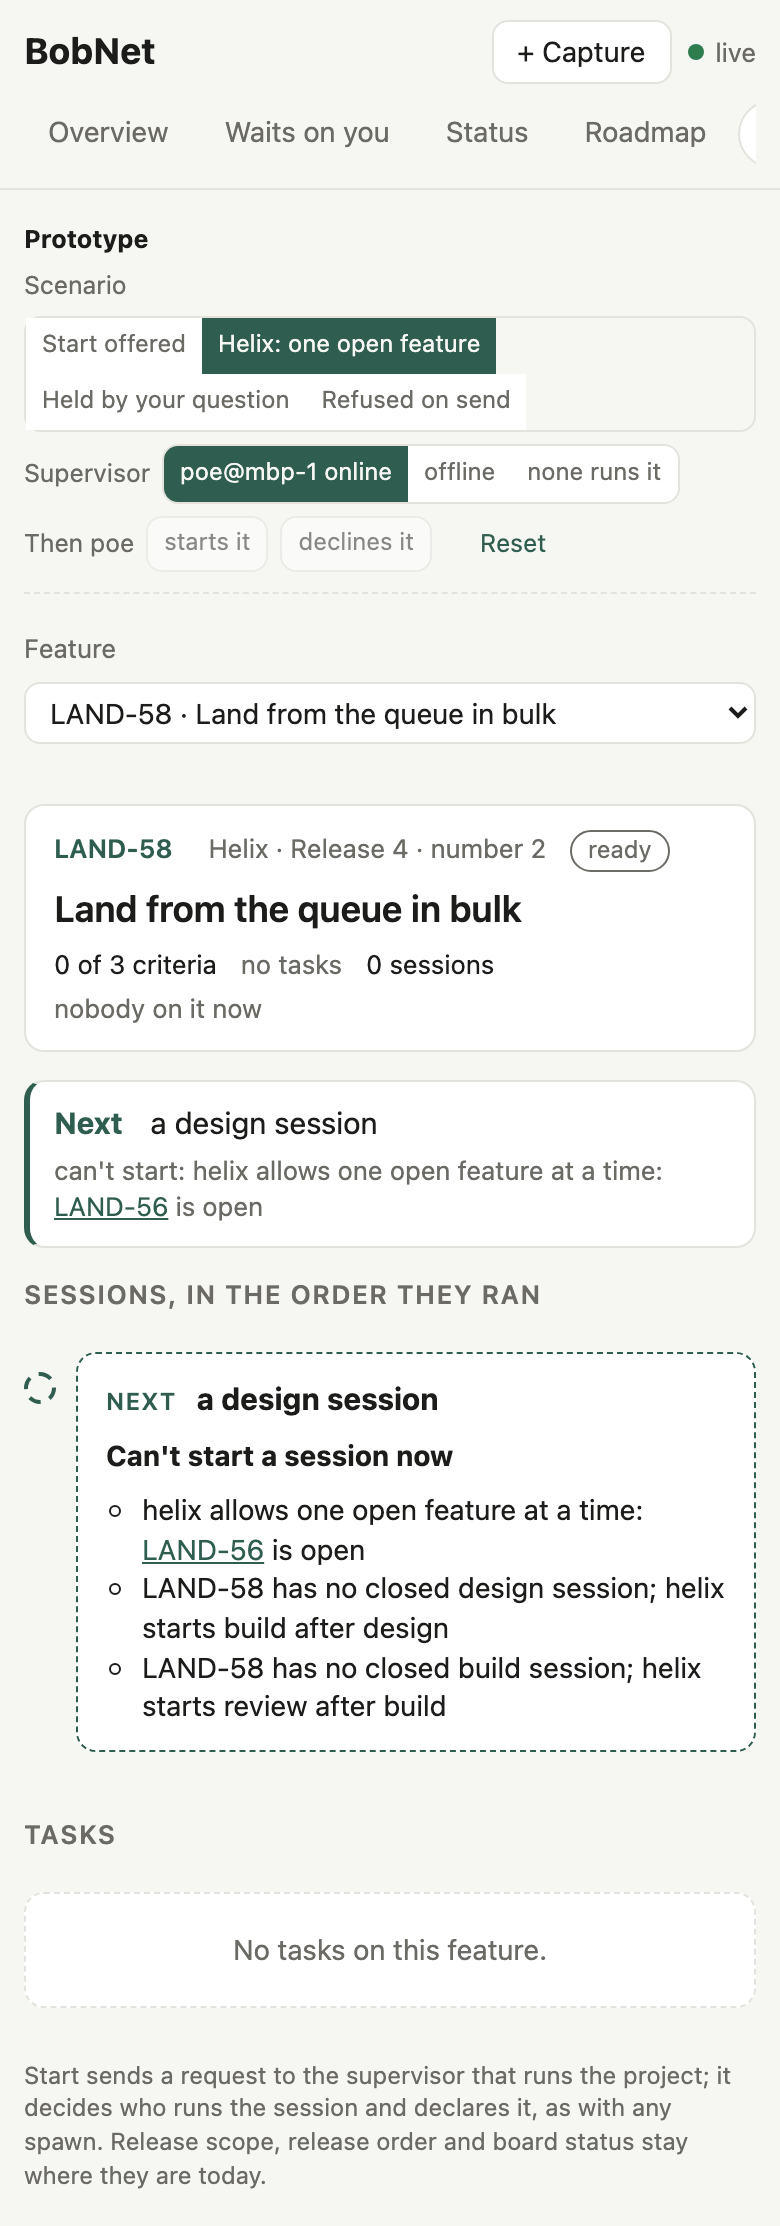 BobNet
+ Capture
live
Overview
Waits on you
Status
Roadmap
Prototype
Scenario
Start offered
Helix: one open feature
Held by your question
Refused on send
Supervisor
poe@mbp-1 online
offline
none runs it
Then poe
starts it
declines it
Reset
Feature
LAND-58 · Land from the queue in bulk
LAND-58
Helix · Release 4 · number 2
ready
Land from the queue in bulk
0 of 3 criteria
no tasks
0 sessions
nobody on it now
Next a design session
can't start: helix allows one open feature at a time:
LAND-56 is open
SESSIONS, IN THE ORDER THEY RAN
NEXT a design session
Can't start a session now
helix allows one open feature at a time:
LAND-56 is open
LAND-58 has no closed design session; helix
starts build after design
LAND-58 has no closed build session; helix
starts review after build
TASKS
No tasks on this feature.
Start sends a request to the supervisor that runs the project; it
decides who runs the session and declares it, as with any
spawn. Release scope, release order and board status stay
where they are today.